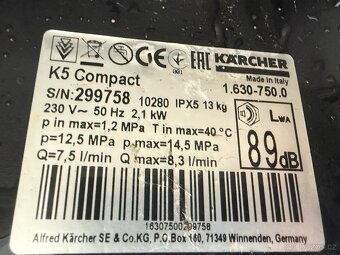 CE EAC KÄRCHER
Made in Italy
K5 Compact 1.630-750.0
S/N:299758 10280 IPX5 13 kg
230 V~ 50 Hz 2,1 kW
p in max=1,2 MPa T in max=40°C
p=12,5 MPa p max=14,5 MPa
Q=7,5 l/min Q max=8,3 l/min
LWA
89dB
16307500299758
Alfred Kärcher SE & Co.KG, P.O.Box 160, 71349 Winnenden, Germany